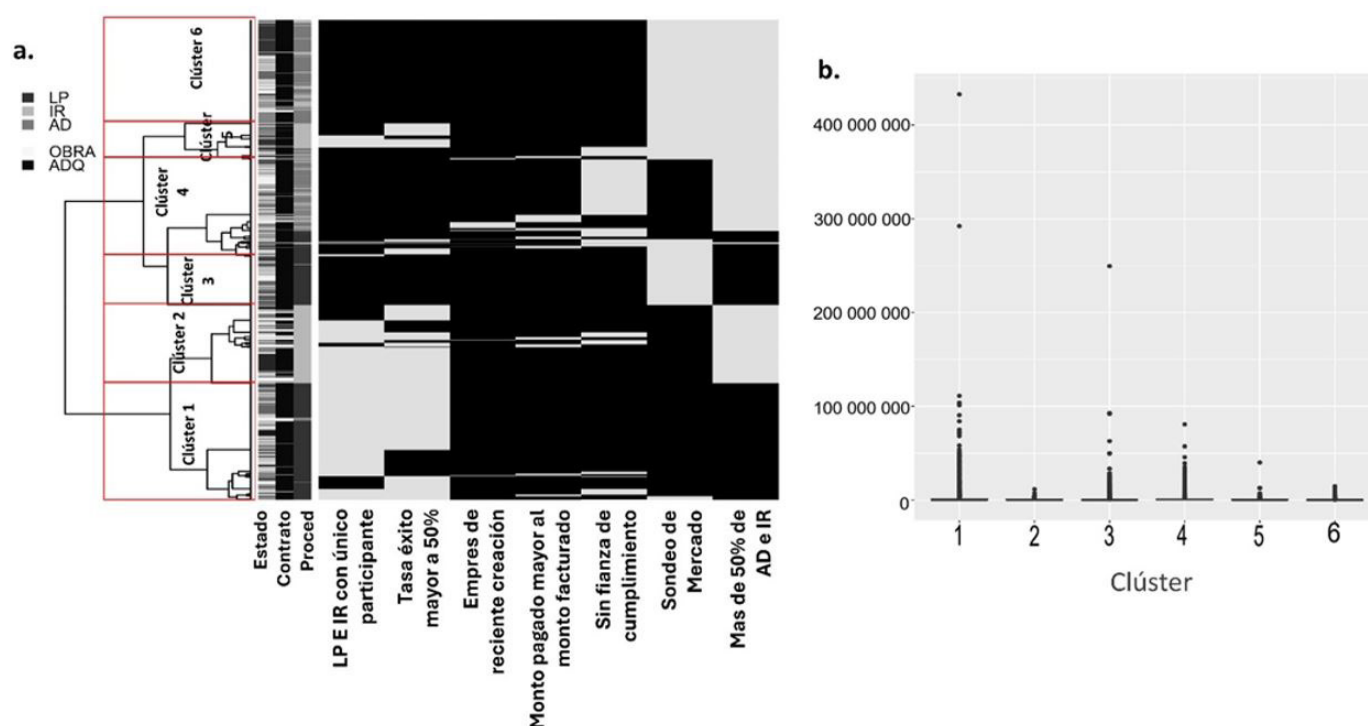 a.
LP
IR
AD
OBRA
ADQ
Clúster 6
Clúster
5
Clúster
4
Clúster
3
Clúster 2
Clúster 1
Estado
Contrato
Proced
LP E IR con único
participante
Tasa éxito
mayor a 50%
Empres de
reciente creación
Monto pagado mayor al
monto facturado
Sin fianza de
cumplimiento
Sondeo de
Mercado
Mas de 50% de
AD e IR
b.
400 000 000
300 000 000
200 000 000
100 000 000
0
1 2 3 4 5 6
Clúster